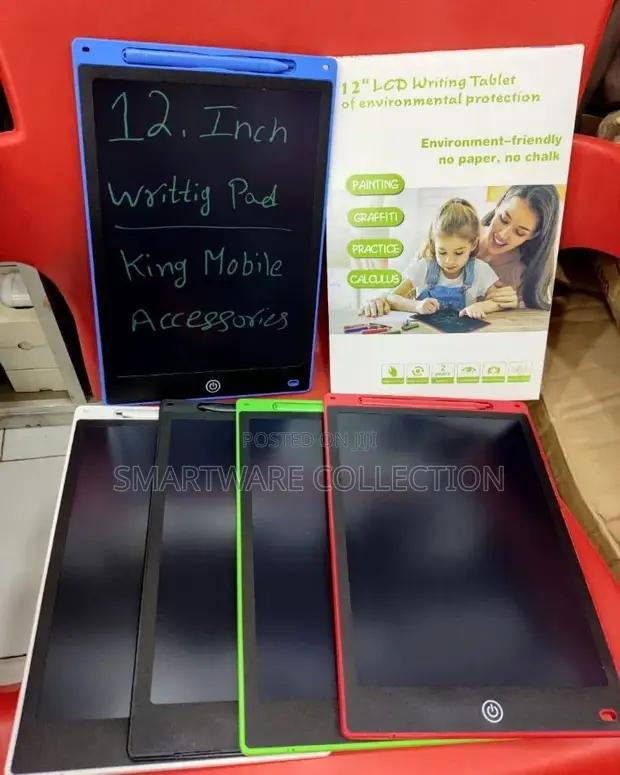 12. Inch
Writtig Pad
King Mobile
Accessories
12" LCD Writing Tablet
of environmental protection
Environment-friendly
no paper, no chalk
PAINTING
GRAFFITI
PRACTICE
CALCULUS
POSTED ON JIJI
SMARTWARE COLLECTION